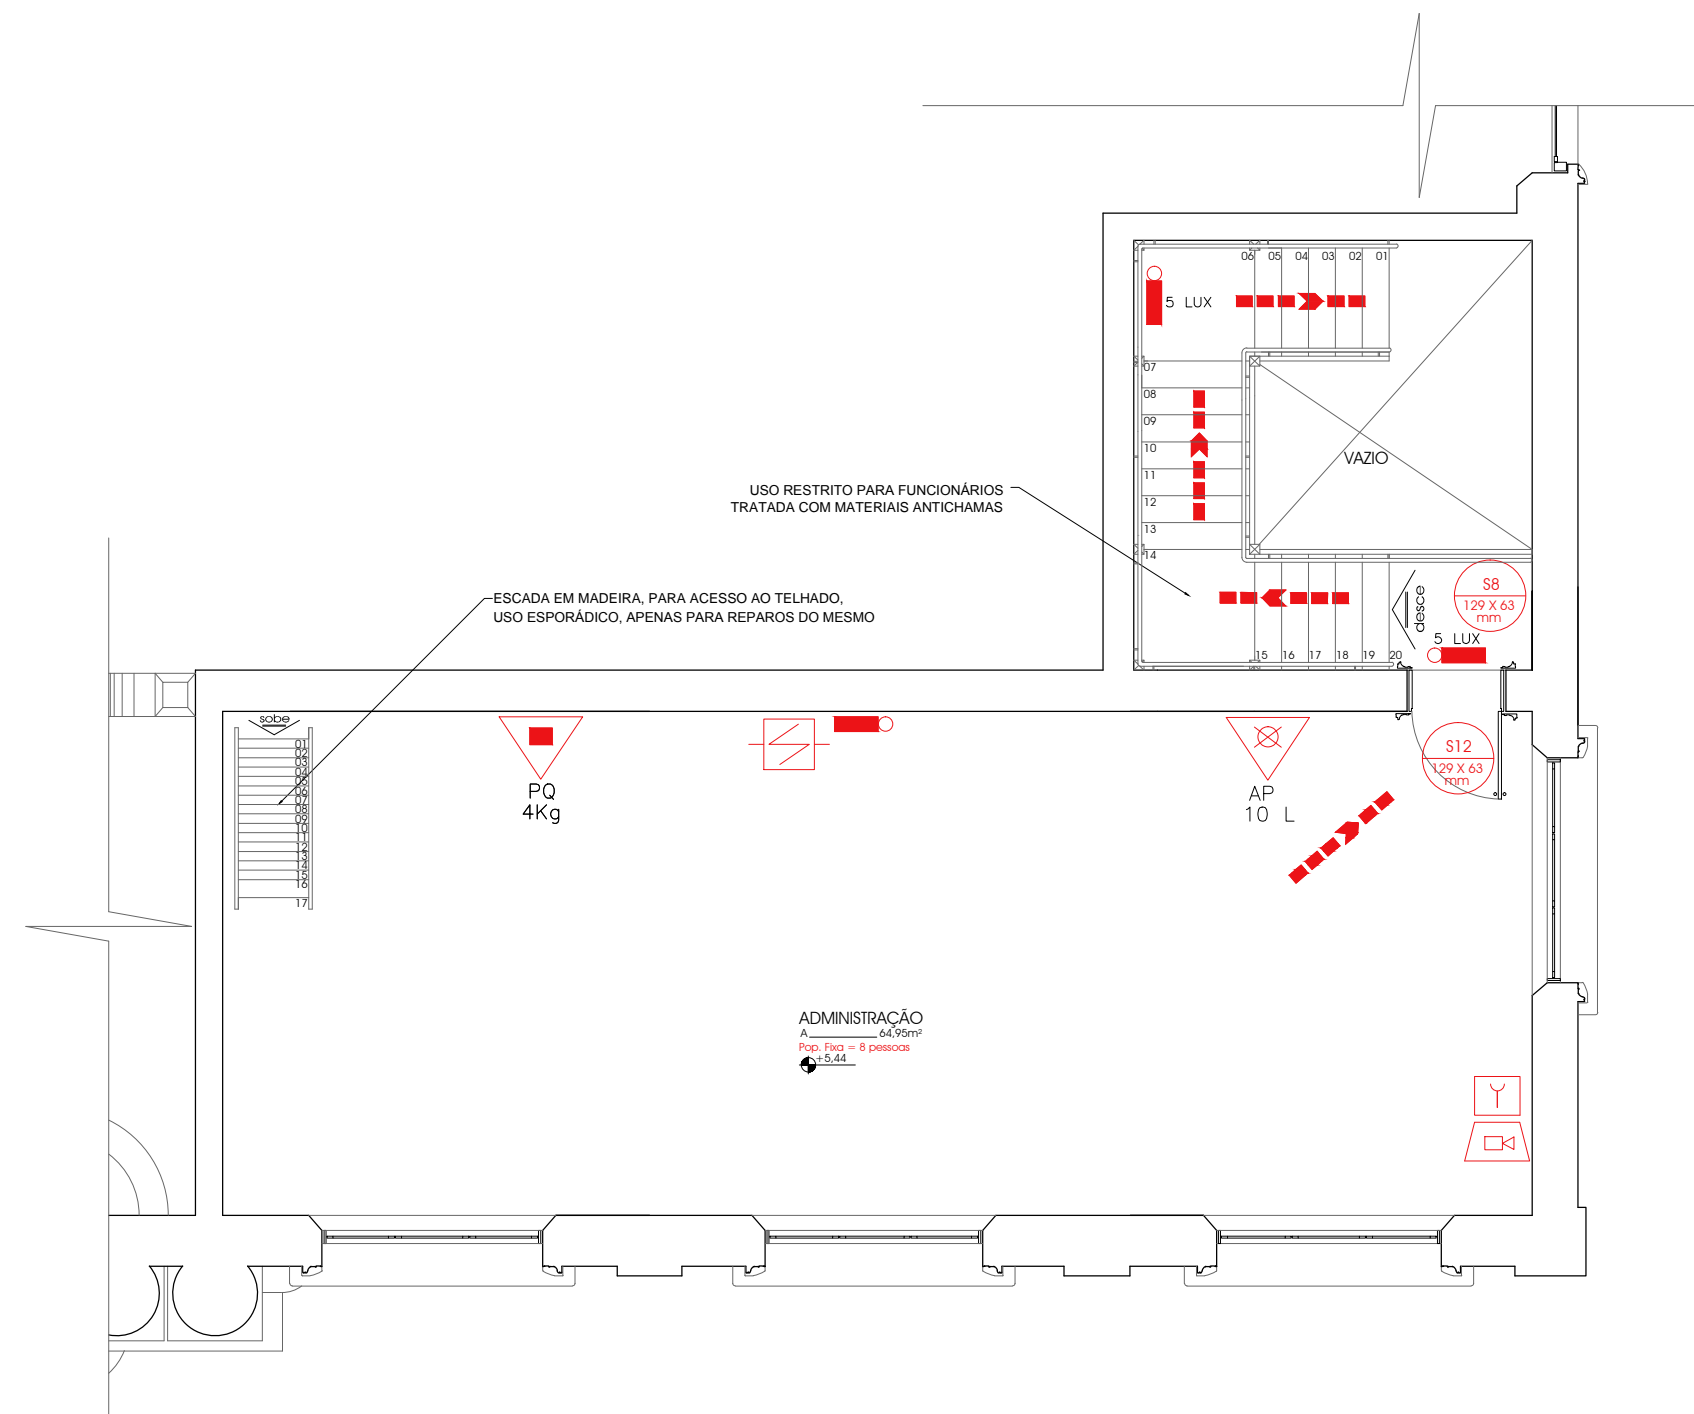 06 05 04 03 02 01
5 LUX
07
08
09
10
11
12
13
14
VAZIO
USO RESTRITO PARA FUNCIONÁRIOS
TRATADA COM MATERIAIS ANTICHAMAS
S8
129 X 63
mm
desce
5 LUX
15 16 17 18 19 20
ESCADA EM MADEIRA, PARA ACESSO AO TELHADO,
USO ESPORÁDICO, APENAS PARA REPAROS DO MESMO
sobe
01
02
03
04
05
06
07
08
09
10
11
12
13
14
15
16
17
PQ
4Kg
AP
10 L
S12
129 X 63
mm
ADMINISTRAÇÃO
A 64,95m²
Pop. Fixa = 8 pessoas
+5,44